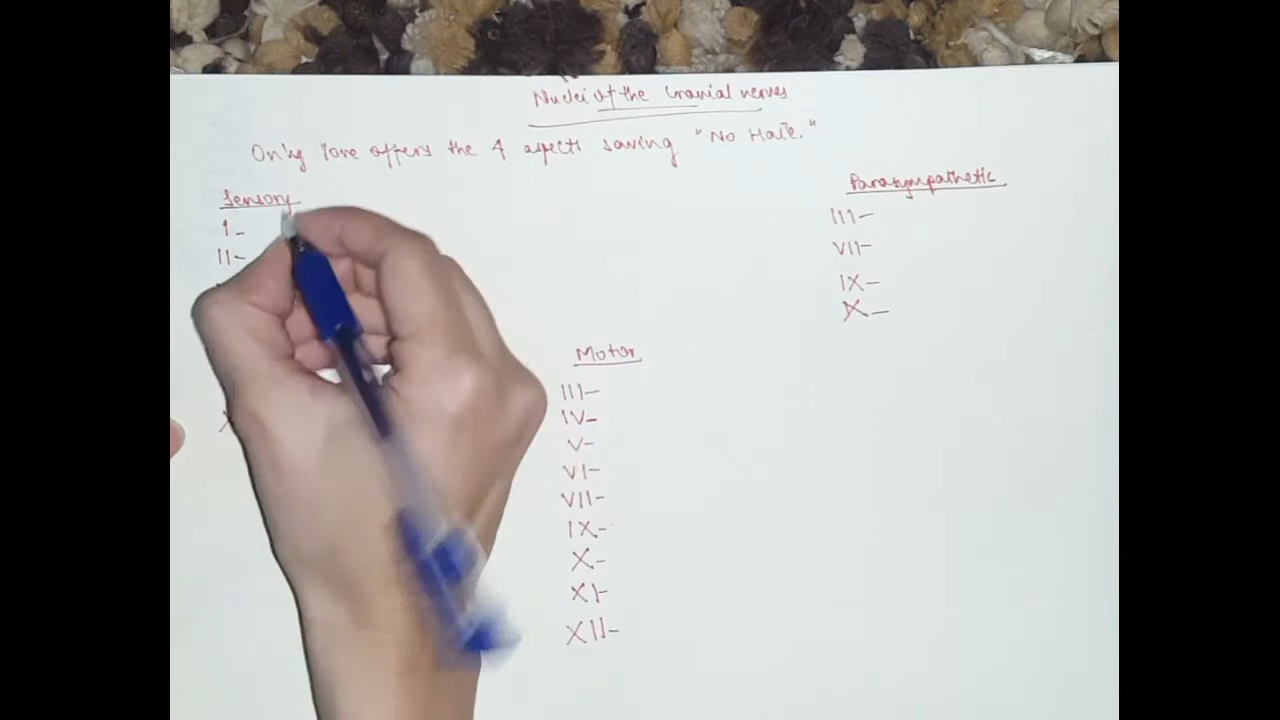 Nuclei of the Cranial nerves
Only love offers the 4 aspects saving "No Hate."
Sensory
I-
II-
Motor
III-
IV-
V-
VI-
VII-
IX-
X-
XI-
XII-
Parasympathetic
III-
VII-
IX-
X-